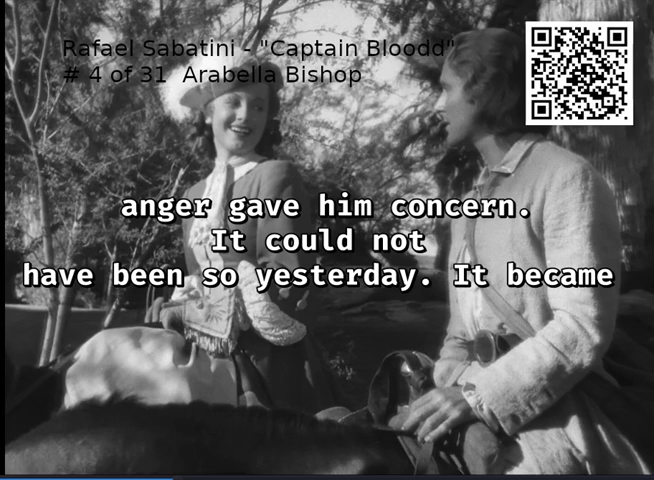 Rafael Sabatini - "Captain Bloodd"
# 4 of 31  Arabella Bishop
anger gave him concern.
It could not
have been so yesterday. It became